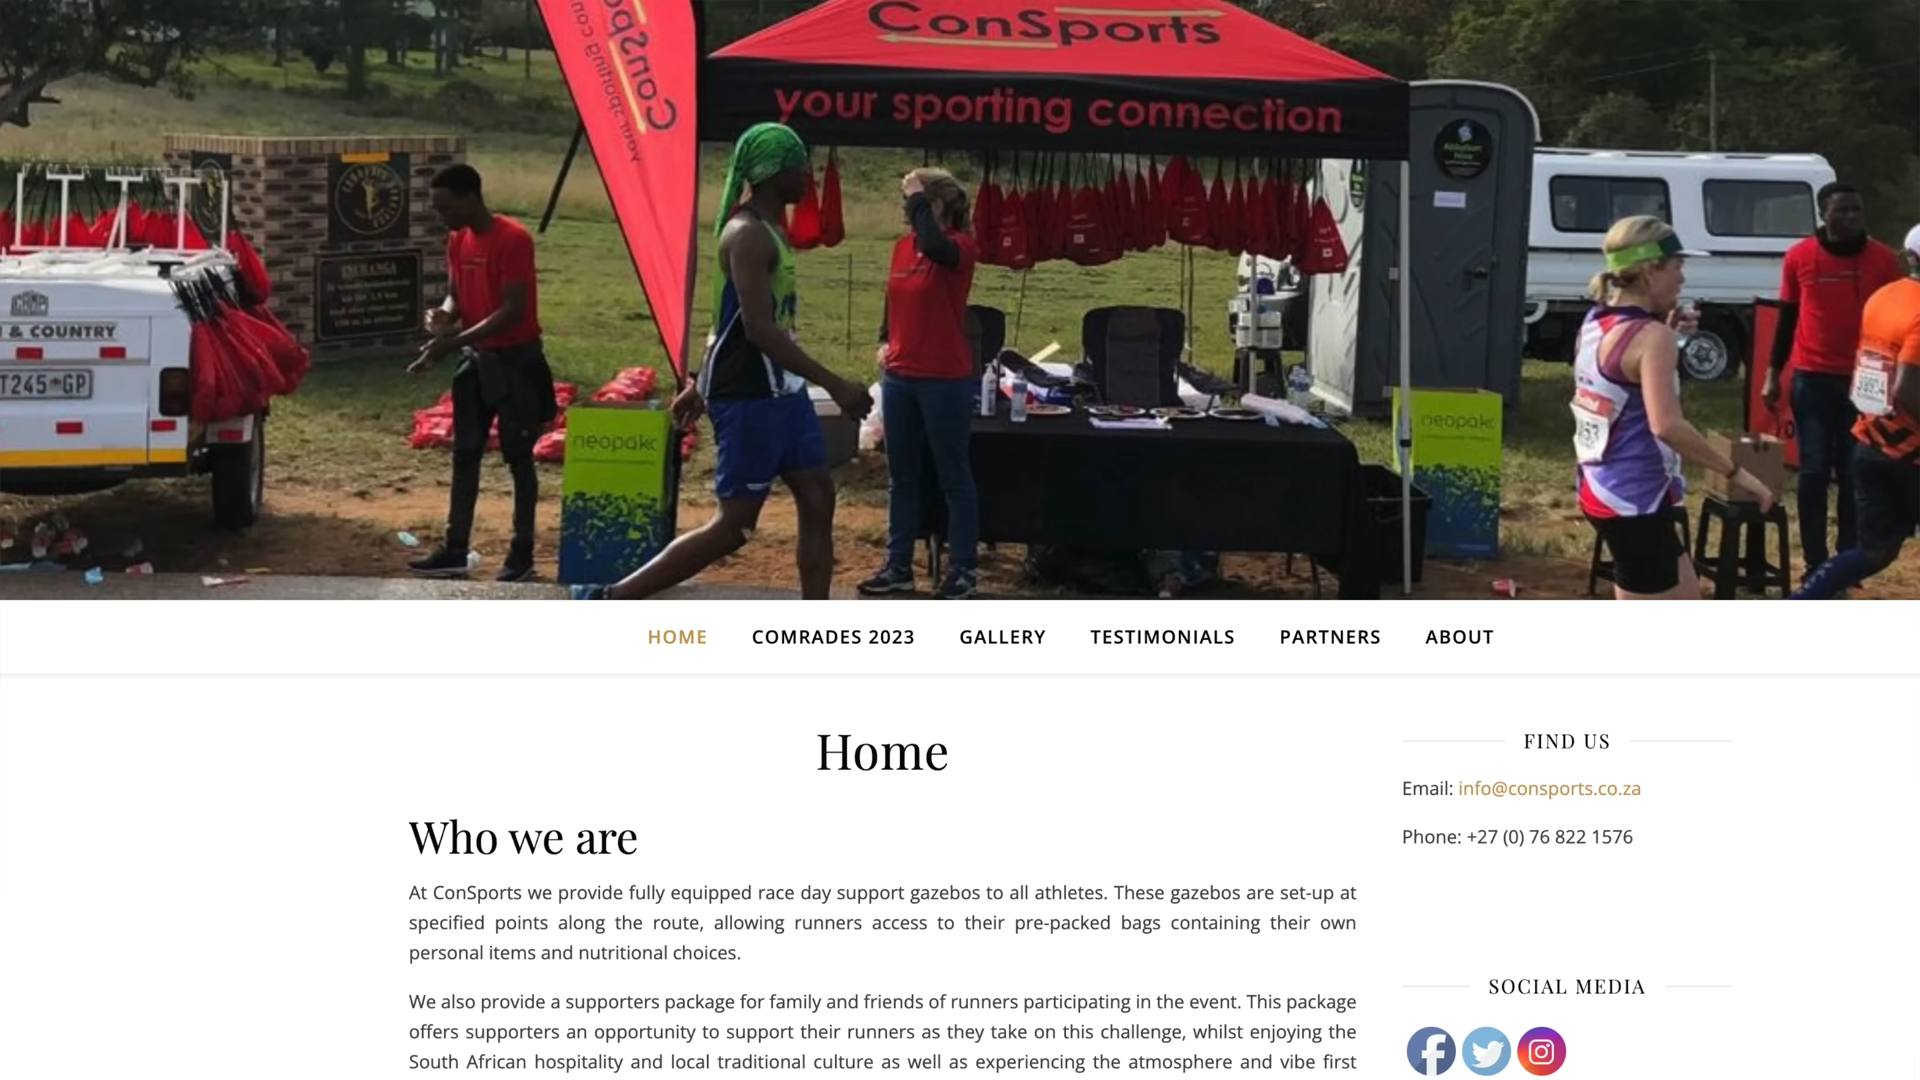 ConSports
your sporting connection
ConSports
& COUNTRY
T245 GP
INCHANGA
neopak
neopak
HOME
COMRADES 2023
GALLERY
TESTIMONIALS
PARTNERS
ABOUT
Home
Who we are
At ConSports we provide fully equipped race day support gazebos to all athletes. These gazebos are set-up at
specified points along the route, allowing runners access to their pre-packed bags containing their own
personal items and nutritional choices.
We also provide a supporters package for family and friends of runners participating in the event. This package
offers supporters an opportunity to support their runners as they take on this challenge, whilst enjoying the
South African hospitality and local traditional culture as well as experiencing the atmosphere and vibe first
FIND US
Email: info@consports.co.za
Phone: +27 (0) 76 822 1576
SOCIAL MEDIA